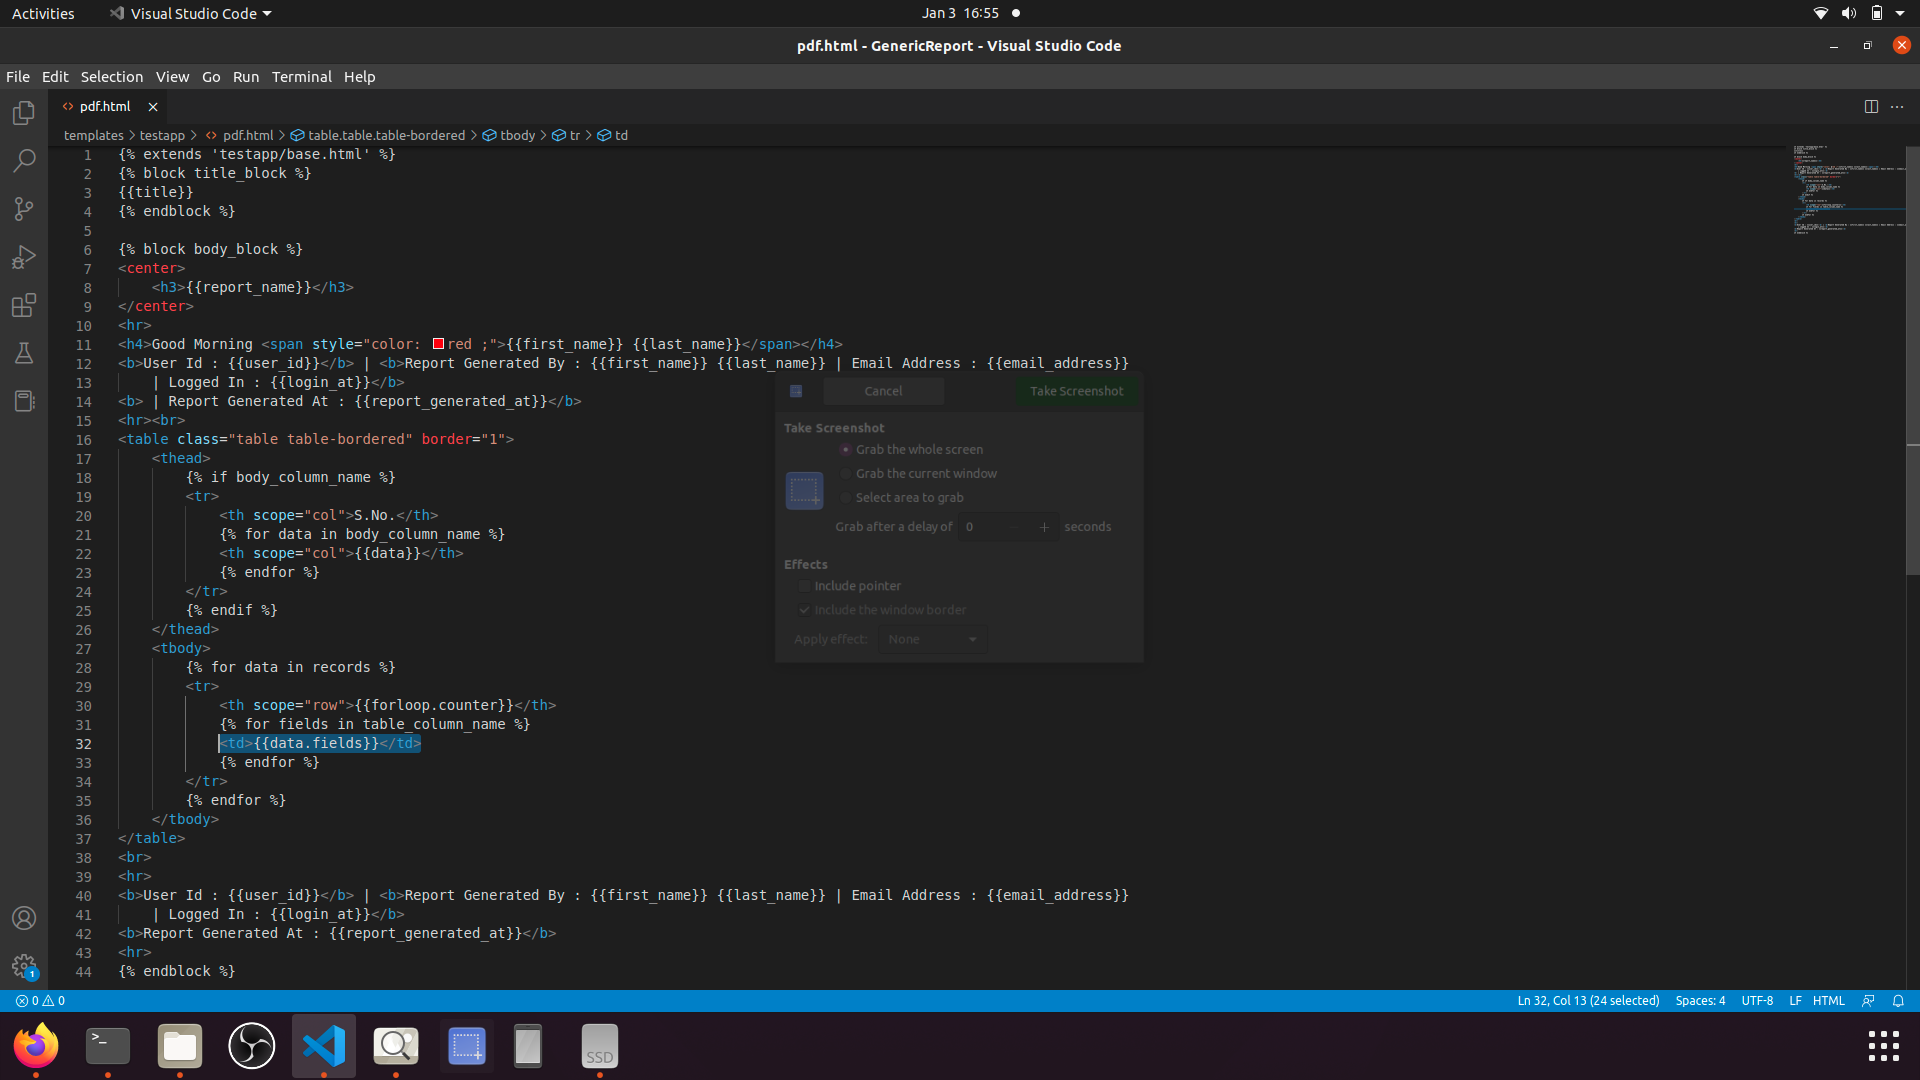 Activities
Visual Studio Code
Jan 3 16:55
pdf.html - GenericReport - Visual Studio Code
File Edit Selection View Go Run Terminal Help
pdf.html
templates > testapp > pdf.html > table.table.table-bordered > tbody > tr > td
1 {% extends 'testapp/base.html' %}
2 {% block title_block %}
3 {{title}}
4 {% endblock %}
5
6 {% block body_block %}
7 <center>
8 <h3>{{report_name}}</h3>
9 </center>
10 <hr>
11 <h4>Good Morning <span style="color: red ;">{{first_name}} {{last_name}}</span></h4>
12 <b>User Id : {{user_id}}</b> | <b>Report Generated By : {{first_name}} {{last_name}} | Email Address : {{email_address}}
13 | Logged In : {{login_at}}</b>
14 <b> | Report Generated At : {{report_generated_at}}</b>
15 <hr><br>
16 <table class="table table-bordered" border="1">
17 <thead>
18 {% if body_column_name %}
19 <tr>
20 <th scope="col">S.No.</th>
21 {% for data in body_column_name %}
22 <th scope="col">{{data}}</th>
23 {% endfor %}
24 </tr>
25 {% endif %}
26 </thead>
27 <tbody>
28 {% for data in records %}
29 <tr>
30 <th scope="row">{{forloop.counter}}</th>
31 {% for fields in table_column_name %}
32 <td>{{data.fields}}</td>
33 {% endfor %}
34 </tr>
35 {% endfor %}
36 </tbody>
37 </table>
38 <br>
39 <hr>
40 <b>User Id : {{user_id}}</b> | <b>Report Generated By : {{first_name}} {{last_name}} | Email Address : {{email_address}}
41 | Logged In : {{login_at}}</b>
42 <b>Report Generated At : {{report_generated_at}}</b>
43 <hr>
44 {% endblock %}
Cancel
Take Screenshot
Take Screenshot
Grab the whole screen
Grab the current window
Select area to grab
Grab after a delay of 0 + seconds
Effects
Include pointer
Include the window border
Apply effect: None
1
0 0
Ln 32, Col 13 (24 selected) Spaces: 4 UTF-8 LF HTML
>_
SSD